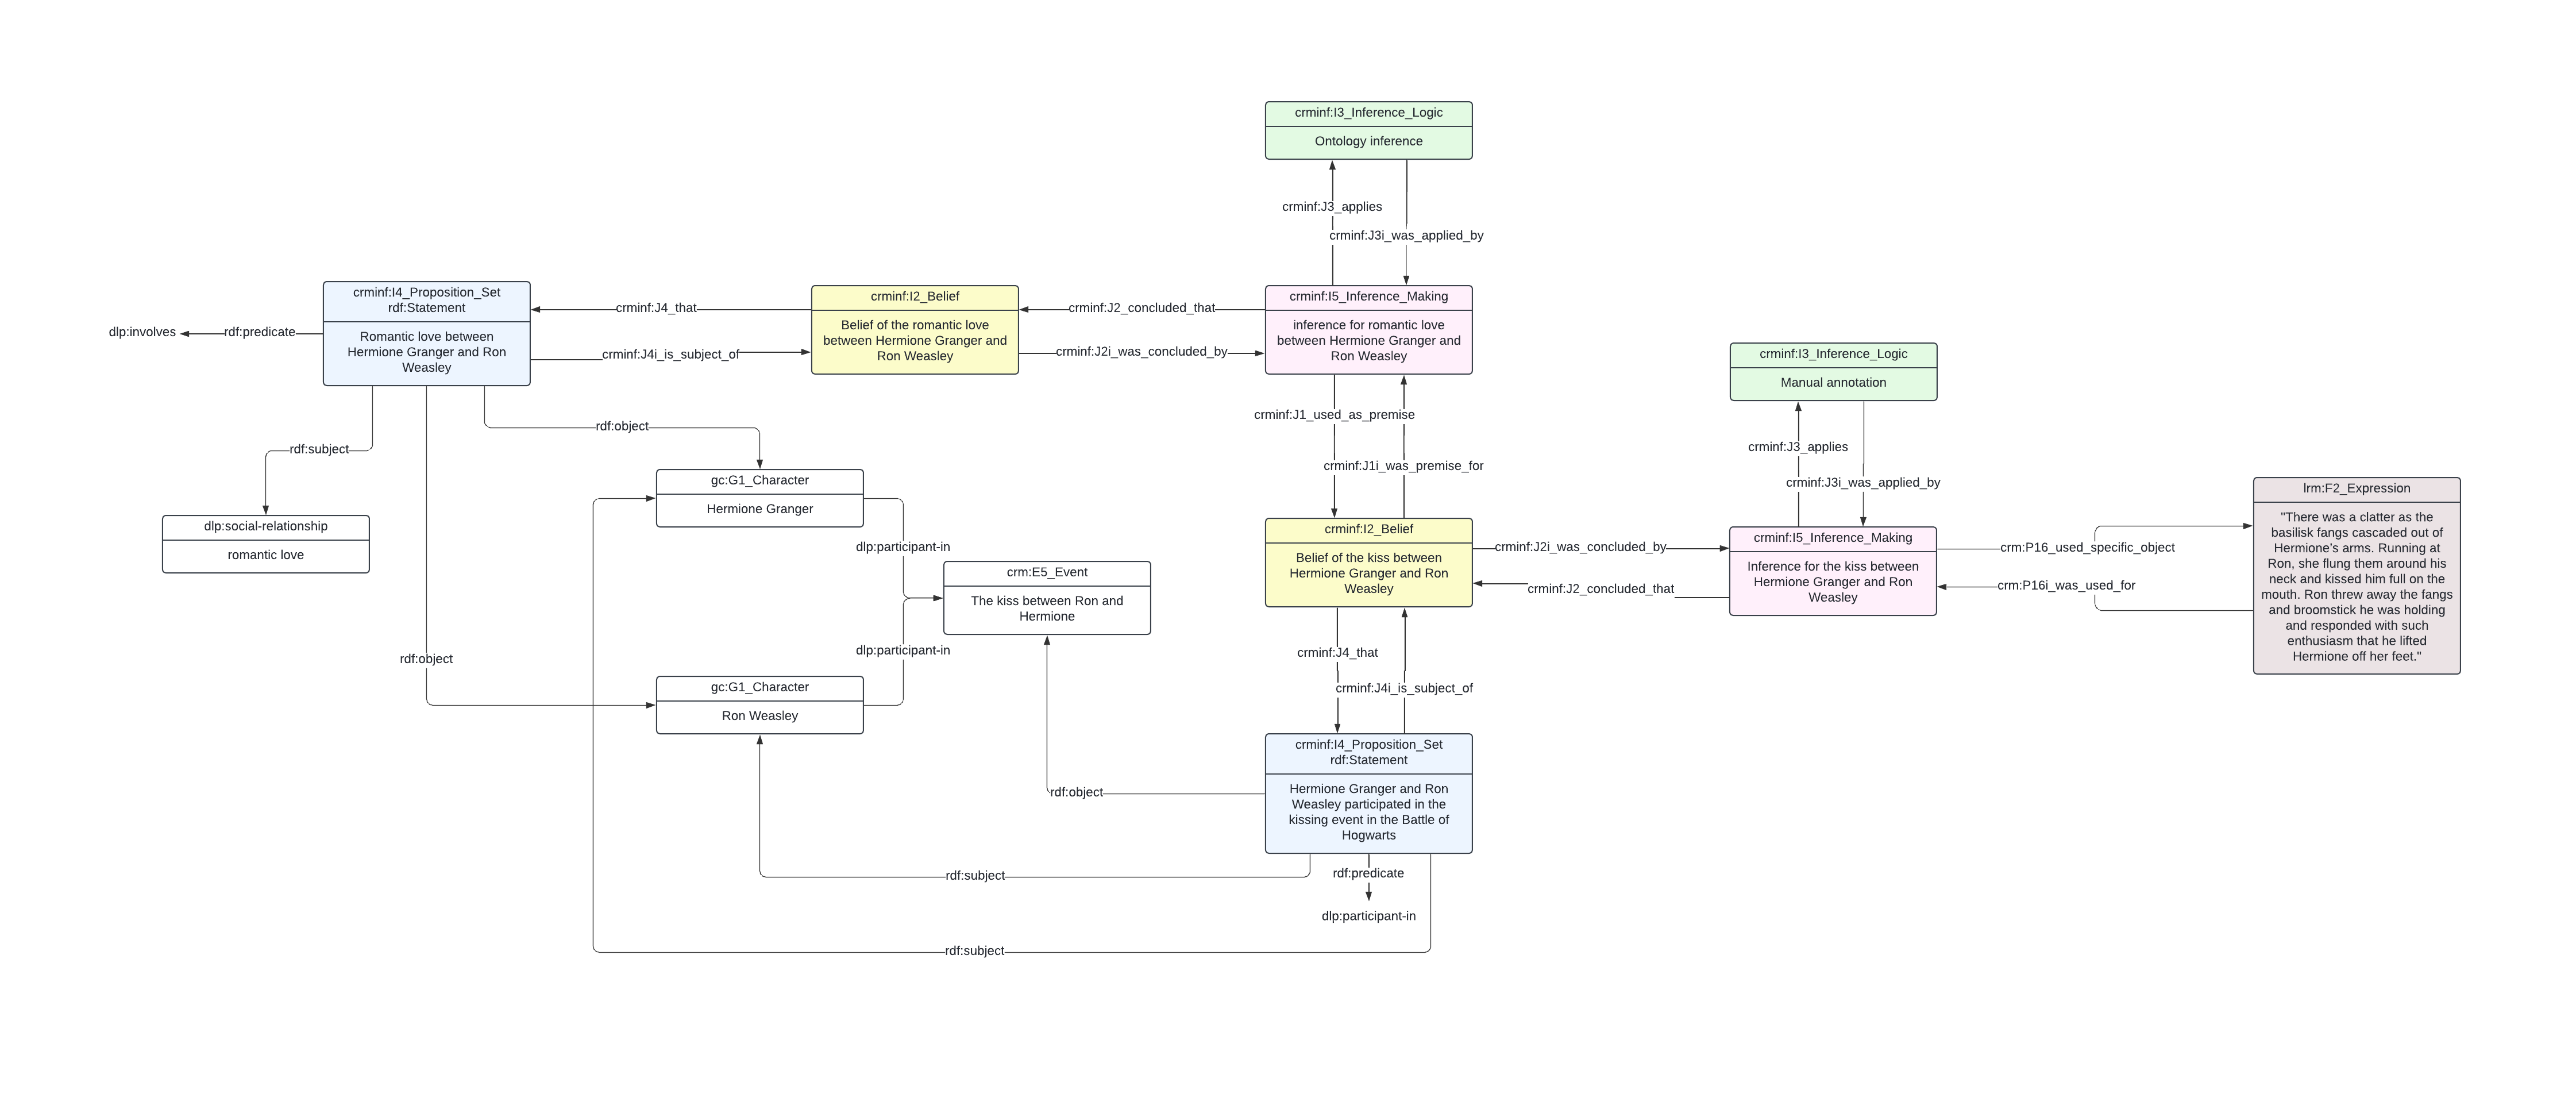 crminf:I3_Inference_Logic
Ontology inference
crminf:J3_applies
crminf:J3i_was_applied_by
crminf:I4_Proposition_Set
rdf:Statement
Romantic love between
Hermione Granger and Ron
Weasley
dlp:involves
rdf:predicate
crminf:J4_that
crminf:J4i_is_subject_of
crminf:I2_Belief
Belief of the romantic love
between Hermione Granger and
Ron Weasley
crminf:J2_concluded_that
crminf:J2i_was_concluded_by
crminf:I5_Inference_Making
inference for romantic love
between Hermione Granger and
Ron Weasley
crminf:I3_Inference_Logic
Manual annotation
crminf:J1_used_as_premise
crminf:J1i_was_premise_for
crminf:J3_applies
crminf:J3i_was_applied_by
rdf:subject
rdf:object
dlp:social-relationship
romantic love
gc:G1_Character
Hermione Granger
dlp:participant-in
crm:E5_Event
The kiss between Ron and
Hermione
dlp:participant-in
rdf:object
gc:G1_Character
Ron Weasley
crminf:I2_Belief
Belief of the kiss between
Hermione Granger and Ron
Weasley
crminf:J2i_was_concluded_by
crminf:J2_concluded_that
crminf:I5_Inference_Making
Inference for the kiss between
Hermione Granger and Ron
Weasley
crm:P16_used_specific_object
crm:P16i_was_used_for
lrm:F2_Expression
"There was a clatter as the
basilisk fangs cascaded out of
Hermione's arms. Running at
Ron, she flung them around his
neck and kissed him full on the
mouth. Ron threw away the fangs
and broomstick he was holding
and responded with such
enthusiasm that he lifted
Hermione off her feet."
crminf:J4_that
crminf:J4i_is_subject_of
crminf:I4_Proposition_Set
rdf:Statement
Hermione Granger and Ron
Weasley participated in the
kissing event in the Battle of
Hogwarts
rdf:object
rdf:subject
rdf:predicate
dlp:participant-in
rdf:subject